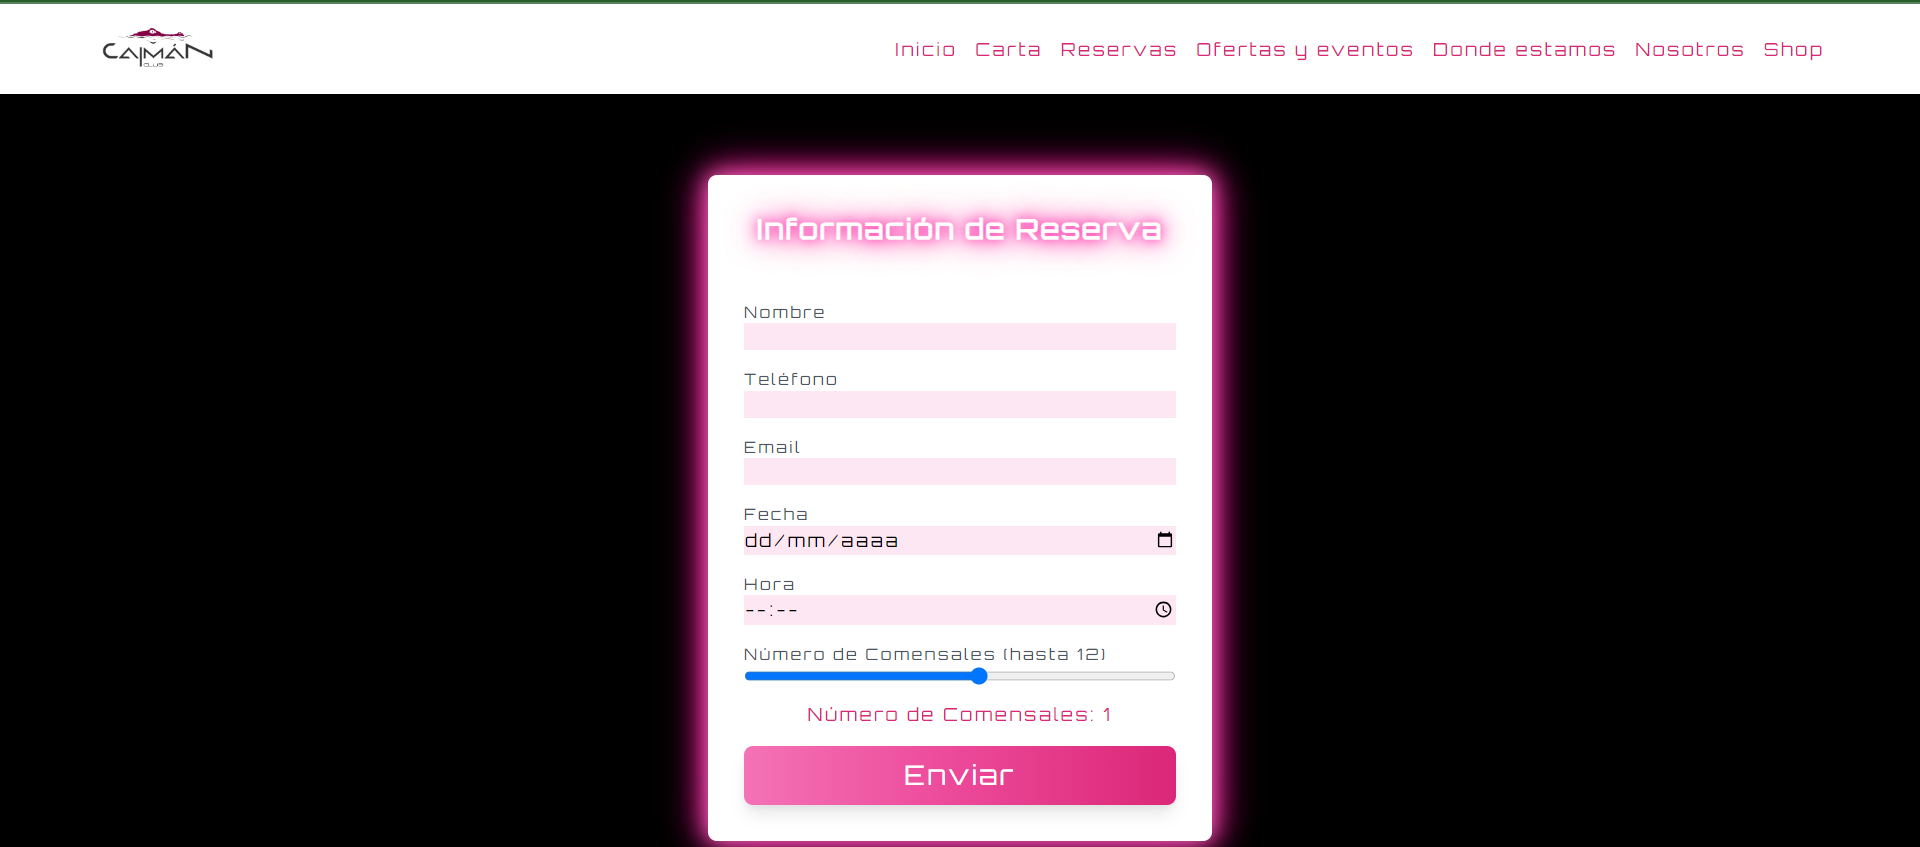 CAIMÁN
CLUB
Inicio Carta Reservas Ofertas y eventos Donde estamos Nosotros Shop
Información de Reserva
Nombre
Teléfono
Email
Fecha
dd/mm/aaaa
Hora
--:--
Número de Comensales (hasta 12)
Número de Comensales: 1
Enviar